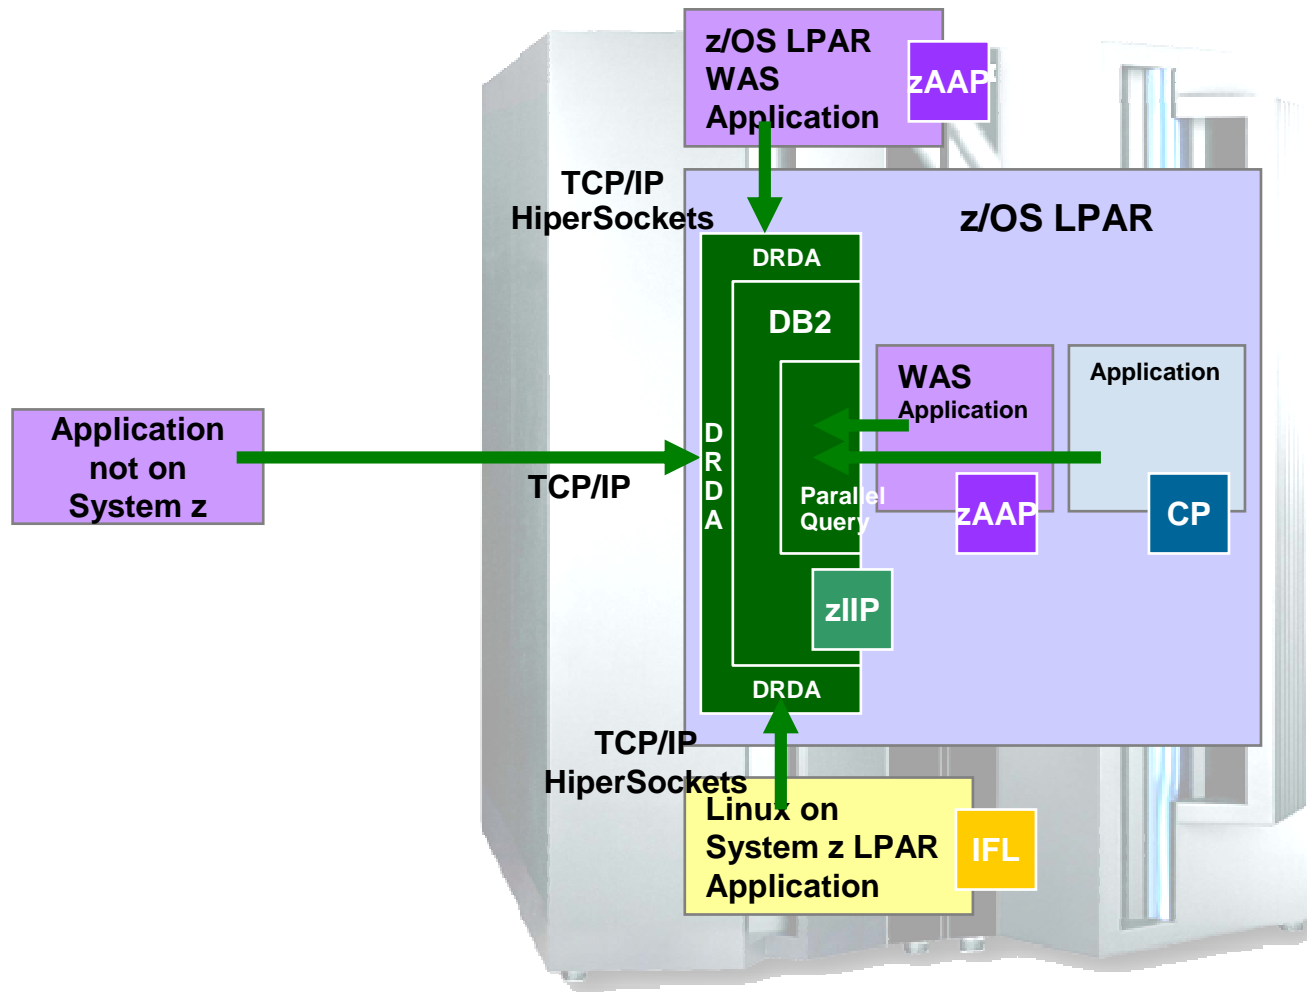 z/OS LPAR
WAS
Application
zAAP
TCP/IP
HiperSockets
z/OS LPAR
DRDA
DB2
WAS
Application
Application
Application
not on
System z
TCP/IP
D
R
D
A
Parallel
Query
zAAP
CP
zIIP
DRDA
TCP/IP
HiperSockets
Linux on
System z LPAR
Application
IFL